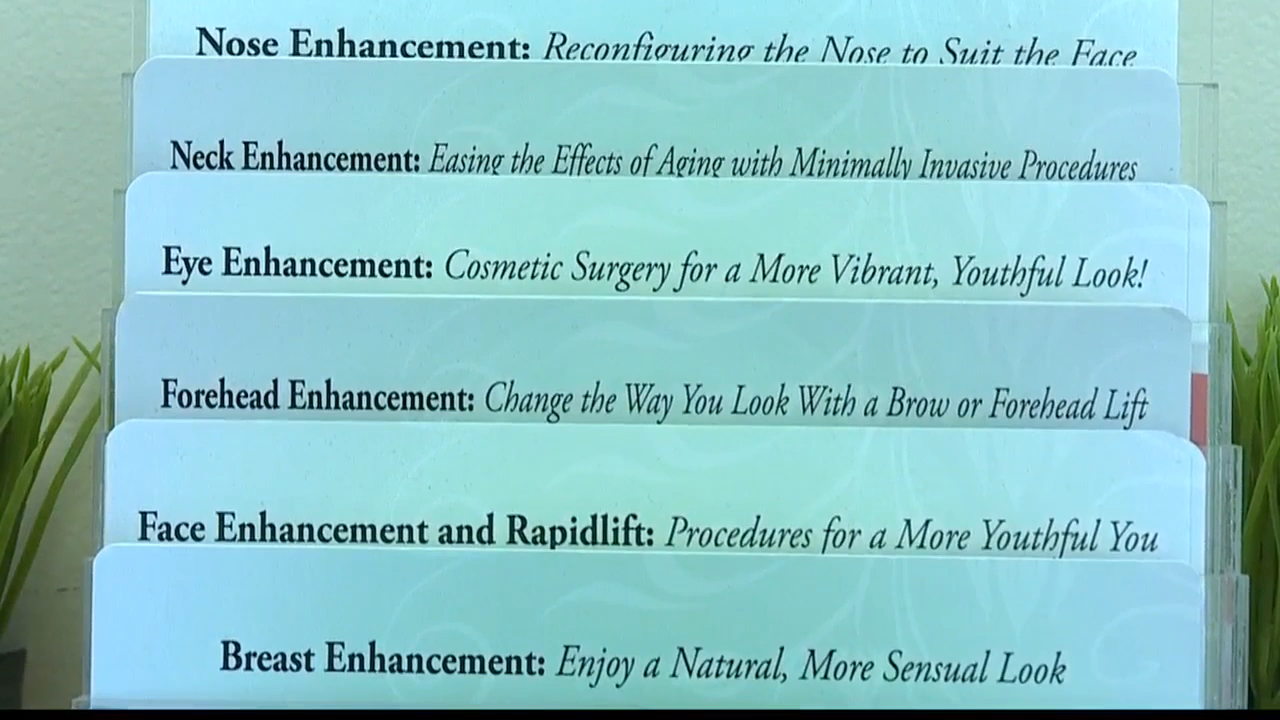 Nose Enhancement: Reconfiguring the Nose to Suit the Face
Neck Enhancement: Easing the Effects of Aging with Minimally Invasive Procedures
Eye Enhancement: Cosmetic Surgery for a More Vibrant, Youthful Look!
Forehead Enhancement: Change the Way You Look With a Brow or Forehead Lift
Face Enhancement and Rapidlift: Procedures for a More Youthful You
Breast Enhancement: Enjoy a Natural, More Sensual Look